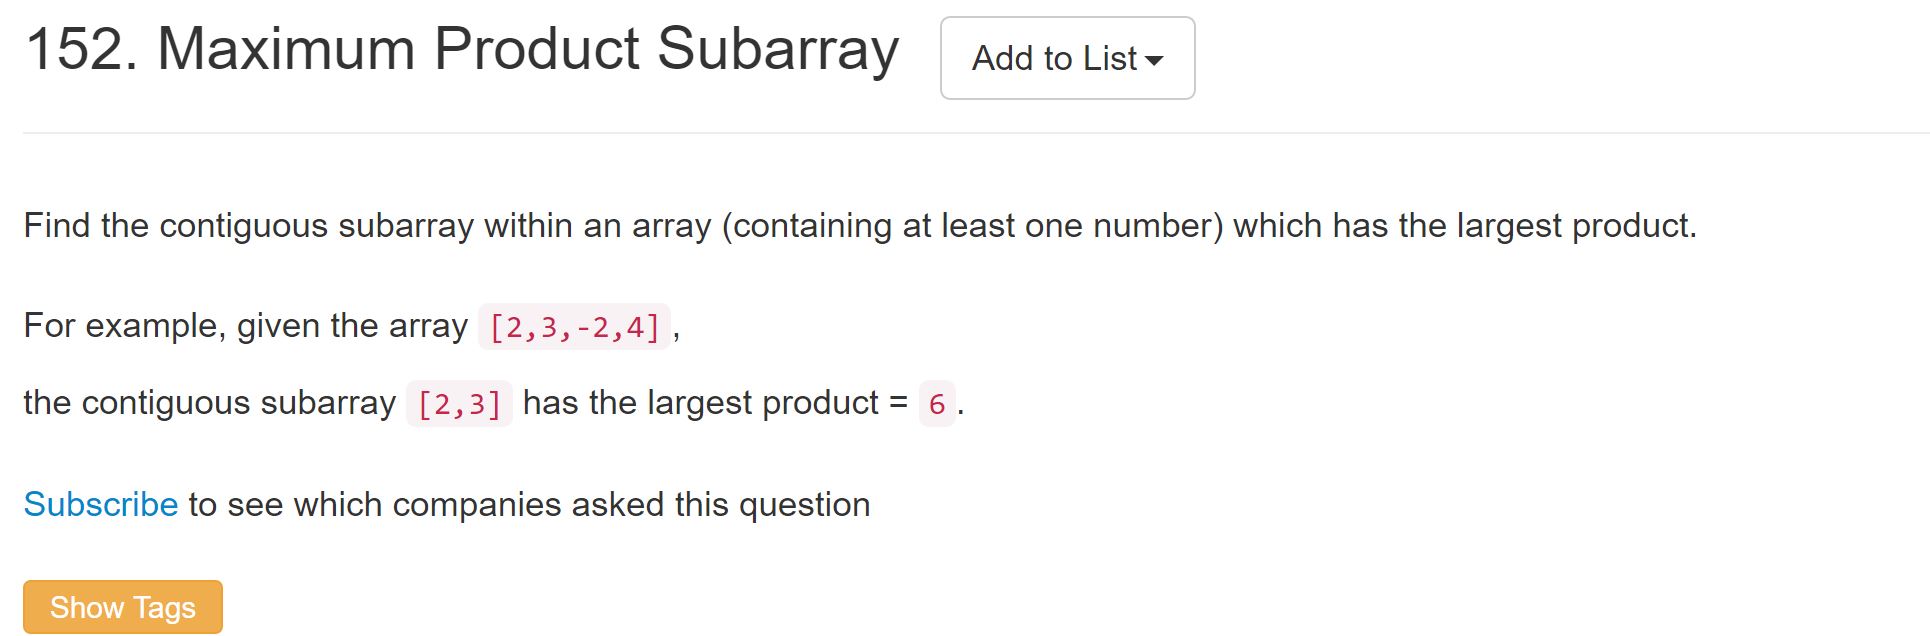 152. Maximum Product Subarray
Add to List
Find the contiguous subarray within an array (containing at least one number) which has the largest product.
For example, given the array [2,3,-2,4],
the contiguous subarray [2,3] has the largest product = 6.
Subscribe to see which companies asked this question
Show Tags